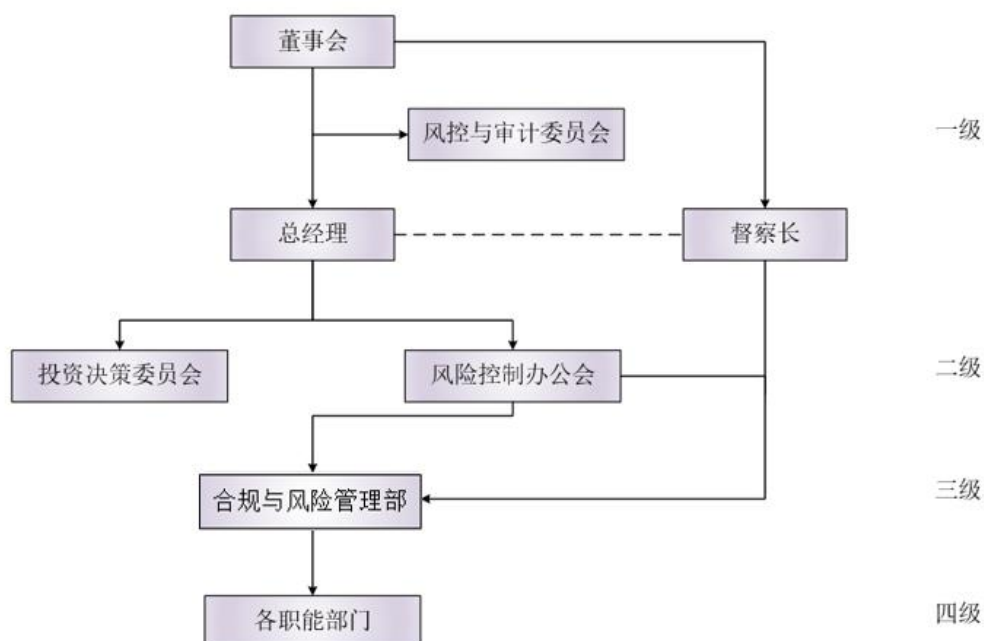 董事会
风控与审计委员会
一级
总经理
督察长
投资决策委员会
风险控制办公会
二级
合规与风险管理部
三级
各职能部门
四级